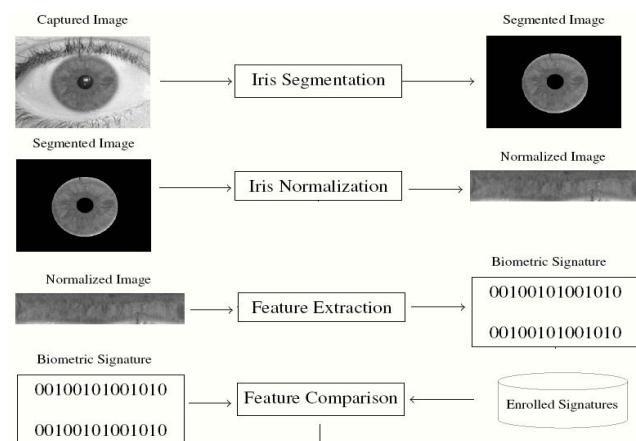 Captured Image
Segmented Image
Iris Segmentation
Segmented Image
Normalized Image
Iris Normalization
Normalized Image
Biometric Signature
Feature Extraction
00100101001010
00100101001010
Biometric Signature
00100101001010
Feature Comparison
Enrolled Signatures
00100101001010